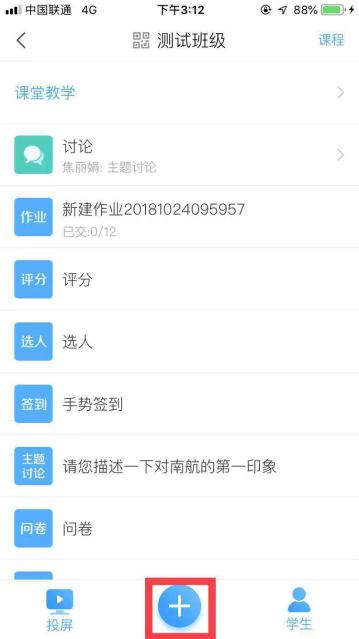 中国联通 4G 下午3:12 88%
测试班级 课程
课堂教学
讨论
焦丽娟: 主题讨论
作业 新建作业20181024095957
已交:0/12
评分 评分
选人 选人
签到 手势签到
主题
讨论 请您描述一下对南航的第一印象
问卷 问卷
投屏 学生